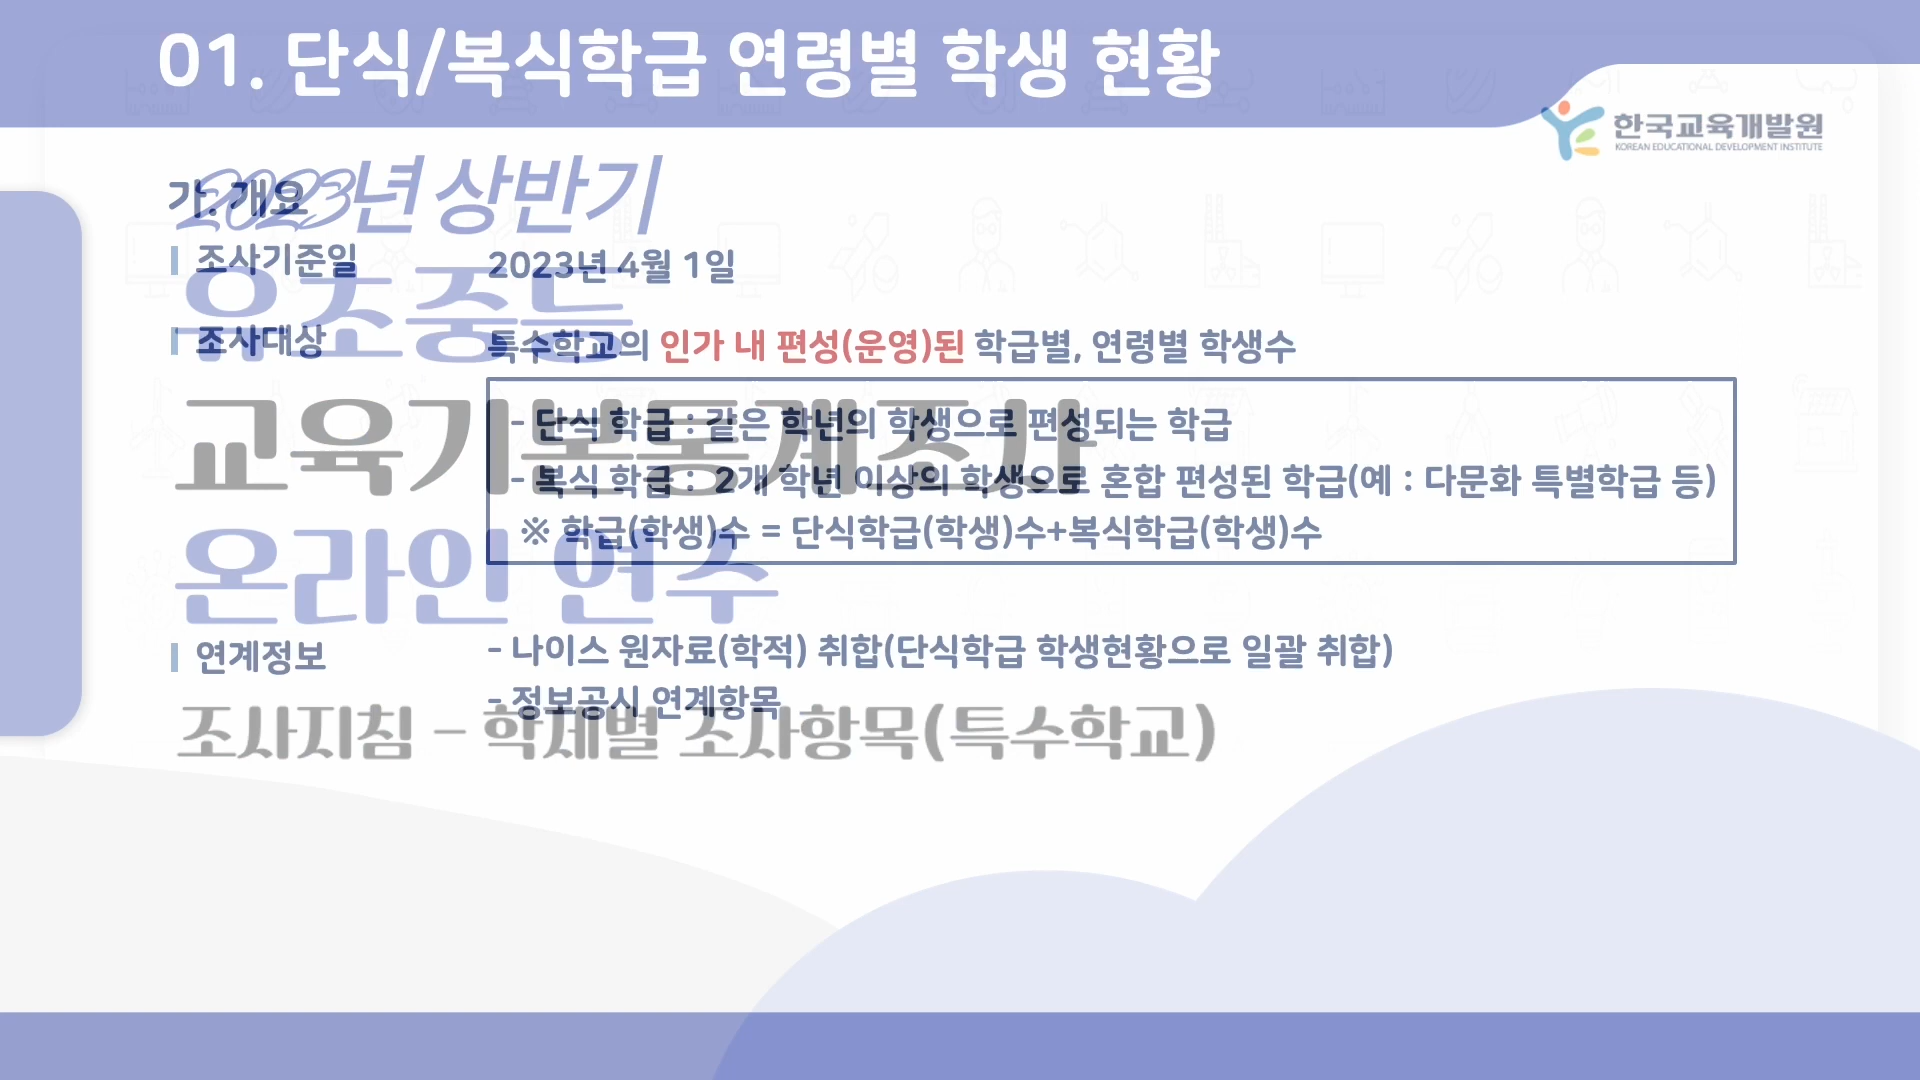 01. 단식/복식학급 연령별 학생 현황
한국교육개발원
KOREAN EDUCATIONAL DEVELOPMENT INSTITUTE
2023년 상반기
유초중등
교육기본통계조사
온라인 연수
조사지침 - 학제별 조사항목(특수학교)
가. 개요
조사기준일 2023년 4월 1일
조사대상 특수학교의 인가 내 편성(운영)된 학급별, 연령별 학생수
- 단식 학급 : 같은 학년의 학생으로 편성되는 학급
- 복식 학급 : 2개 학년 이상의 학생으로 혼합 편성된 학급(예 : 다문화 특별학급 등)
※ 학급(학생)수 = 단식학급(학생)수+복식학급(학생)수
연계정보 - 나이스 원자료(학적) 취합(단식학급 학생현황으로 일괄 취합)
- 정보공시 연계항목